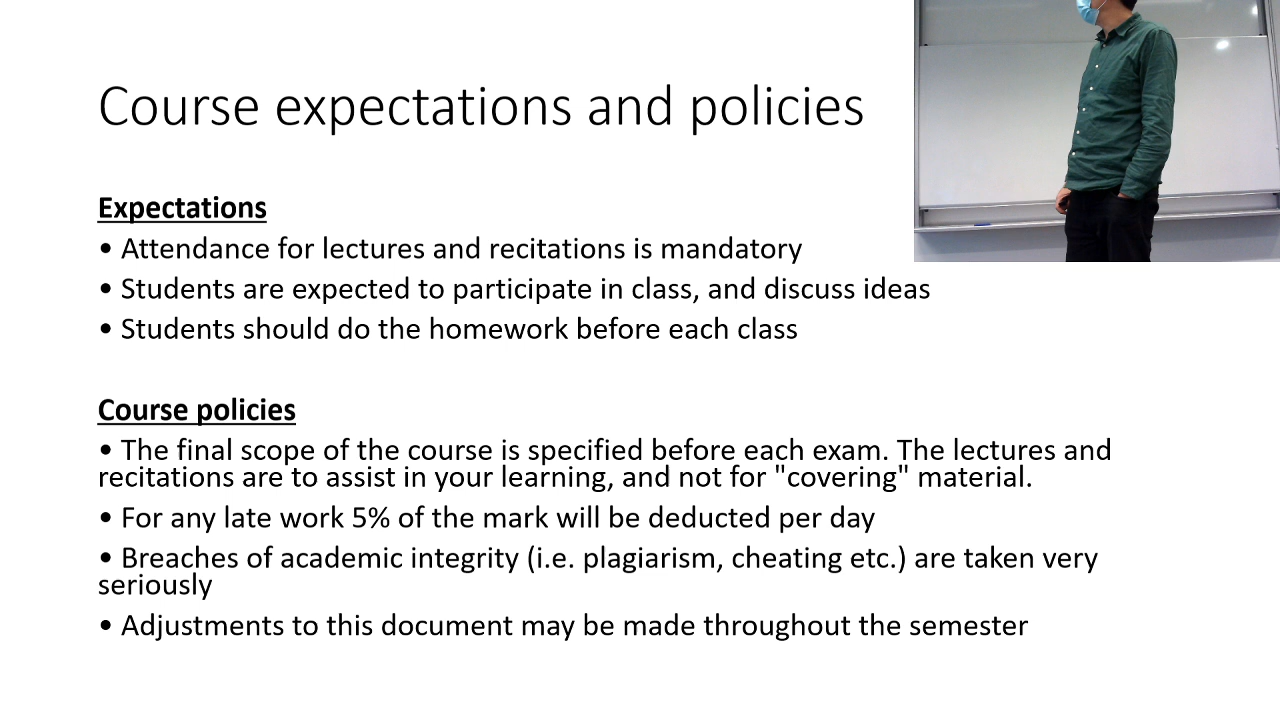 Course expectations and policies
Expectations
• Attendance for lectures and recitations is mandatory
• Students are expected to participate in class, and discuss ideas
• Students should do the homework before each class
Course policies
• The final scope of the course is specified before each exam. The lectures and
recitations are to assist in your learning, and not for "covering" material.
• For any late work 5% of the mark will be deducted per day
• Breaches of academic integrity (i.e. plagiarism, cheating etc.) are taken very
seriously
• Adjustments to this document may be made throughout the semester